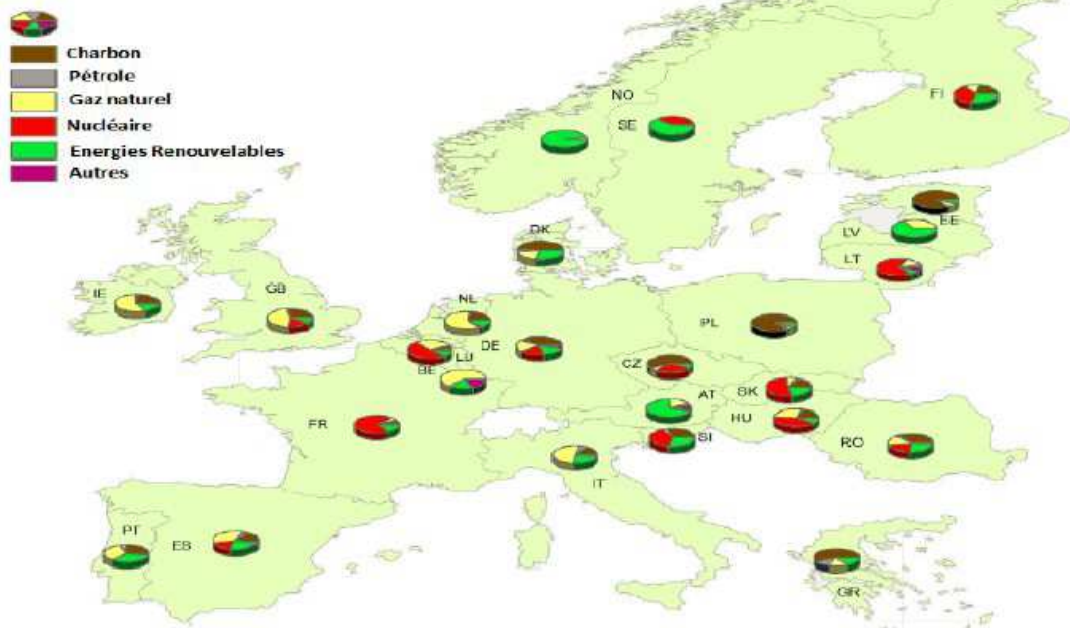 Charbon
Pétrole
Gaz naturel
Nucléaire
Energies Renouvelables
Autres
NO
SE
FI
EE
LV
LT
DK
IE
GB
NL
DE
PL
BE
LU
CZ
SK
AT
HU
FR
SI
RO
IT
PT
ES
GR